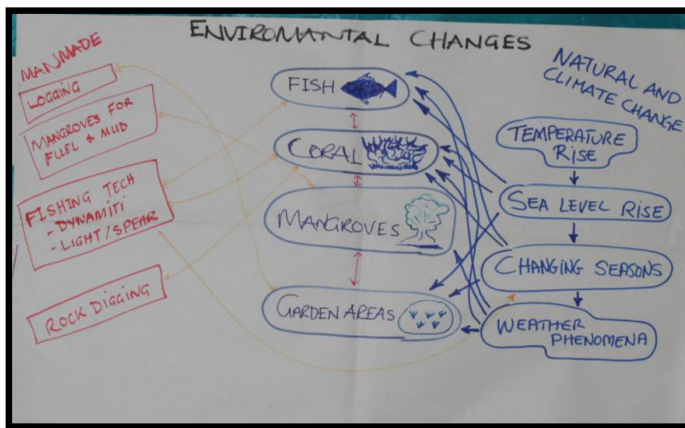 ENVIROMANTAL CHANGES
MANMADE
LOGGING
MANGROVES FOR
FUEL & MUD
FISHING TECH
- DYNAMITI
- LIGHT/SPEAR
ROCK DIGGING
FISH
CORAL
MANGROVES
GARDEN AREAS
NATURAL AND
CLIMATE CHANGE
TEMPERATURE
RISE
SEA LEVEL RISE
CHANGING SEASONS
WEATHER
PHENOMENA